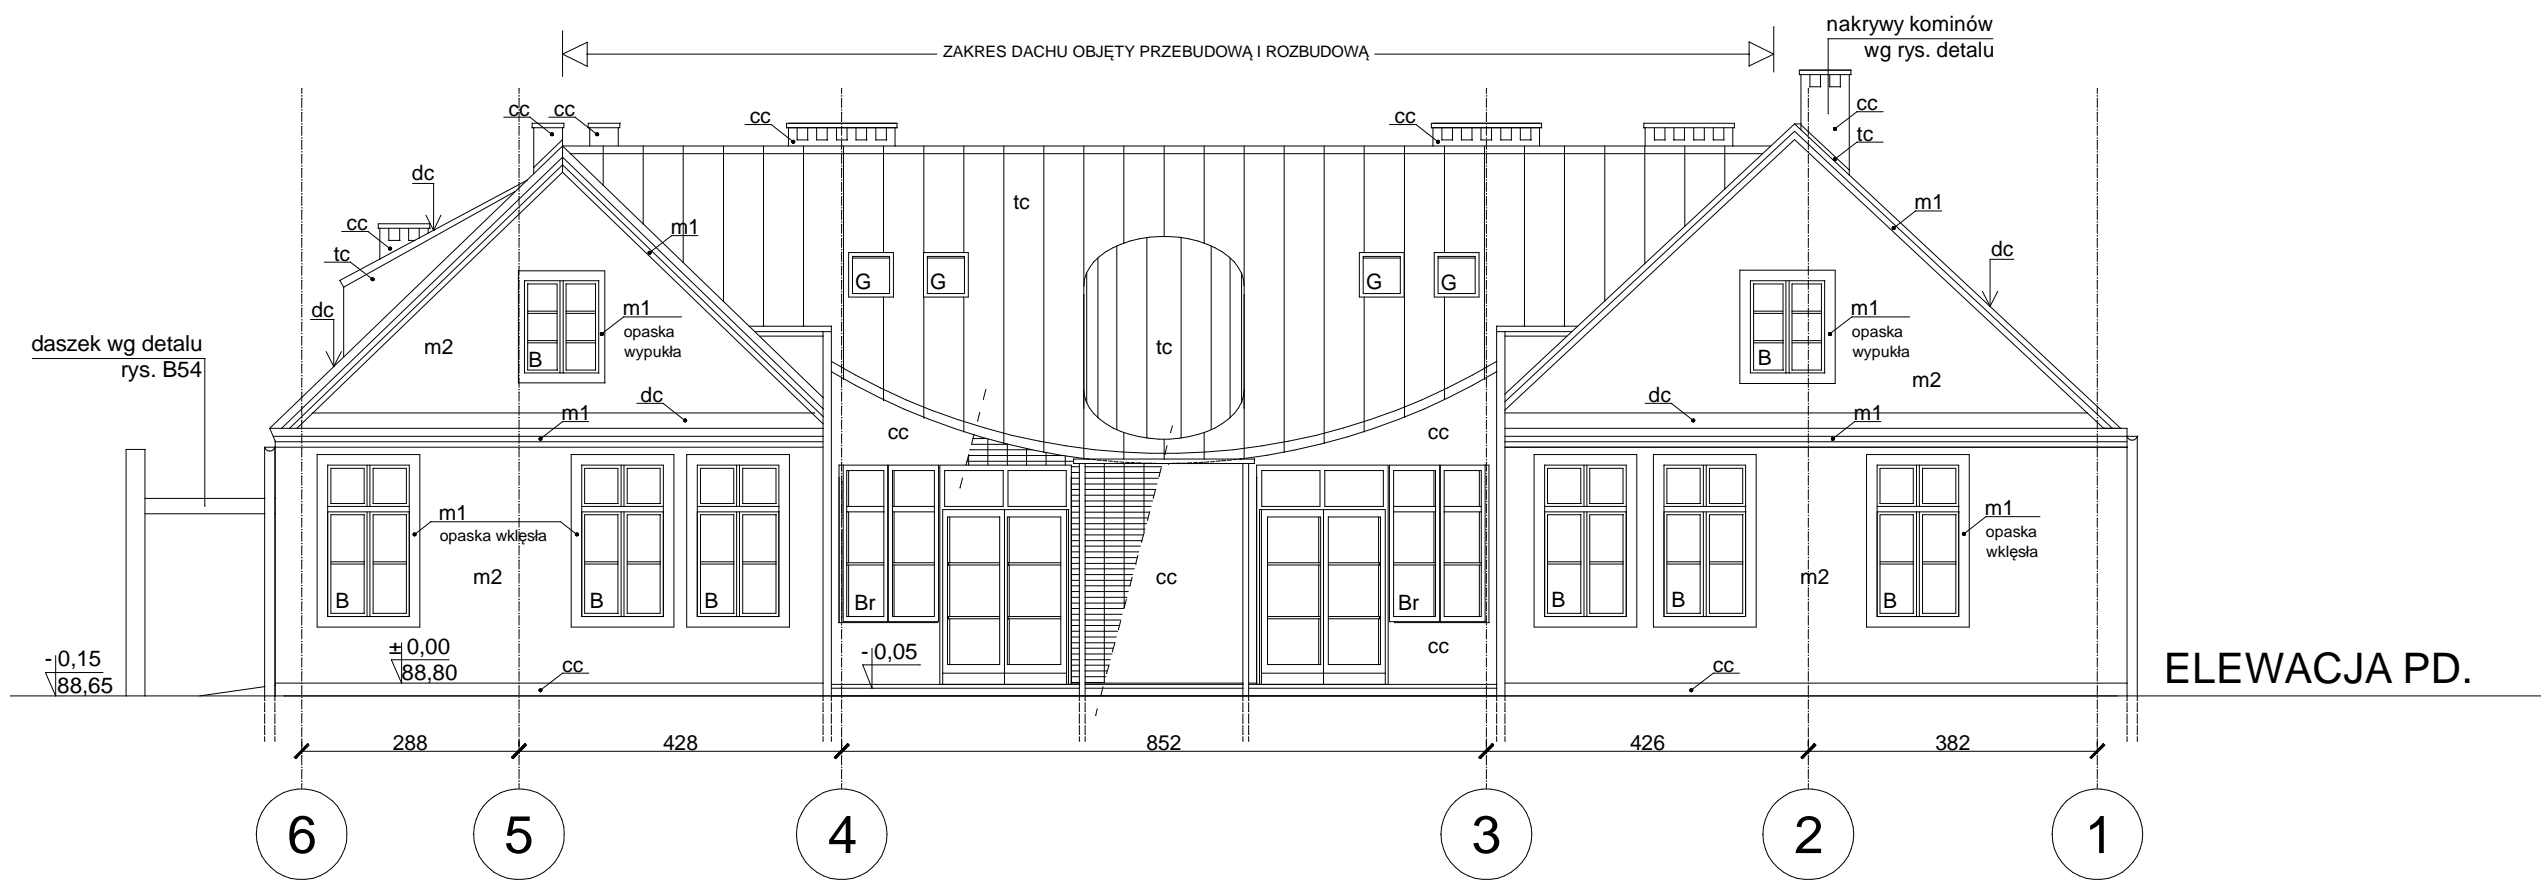 nakrywy kominów
wg rys. detalu
ZAKRES DACHU OBJĘTY PRZEBUDOWĄ I ROZBUDOWĄ
cc
cc
cc
cc
cc
tc
dc
tc
m1
m1
cc
tc
dc
G
G
G
G
dc
m1
opaska
wypukła
m1
opaska
wypukła
daszek wg detalu
rys. B54
m2
B
tc
B
m2
dc
m1
dc
m1
cc
cc
m1
opaska wklęsła
m1
opaska
wklęsła
m2
cc
m2
B
B
B
Br
Br
B
B
B
-0,15
88,65
±0,00
88,80
cc
-0,05
cc
cc
ELEWACJA PD.
288
428
852
426
382
6
5
4
3
2
1